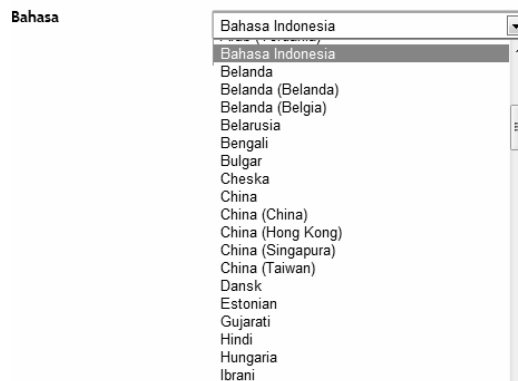 Bahasa
Bahasa Indonesia
Bahasa Indonesia
Belanda
Belanda (Belanda)
Belanda (Belgia)
Belarusia
Bengali
Bulgar
Cheska
China
China (China)
China (Hong Kong)
China (Singapura)
China (Taiwan)
Dansk
Estonian
Gujarati
Hindi
Hungaria
Ibrani